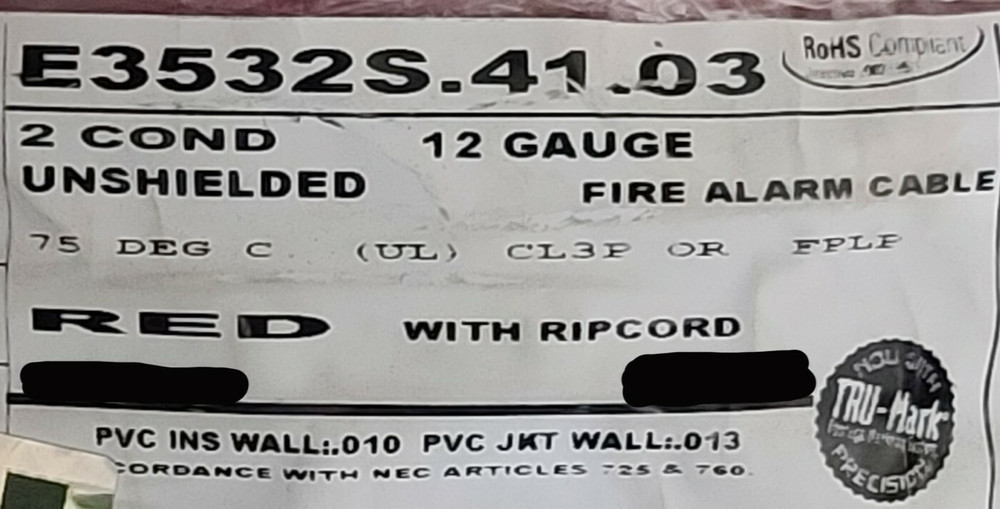 E3532S.41.03
RoHS Compliant
2 COND 12 GAUGE
UNSHIELDED FIRE ALARM CABLE
75 DEG C (UL) CL3P OR FPLP
RED WITH RIPCORD
NOW WITH
TRU-Mark
PRECISION
PVC INS WALL:.010 PVC JKT WALL:.013
CORDANCE WITH NEC ARTICLES 725 & 760.